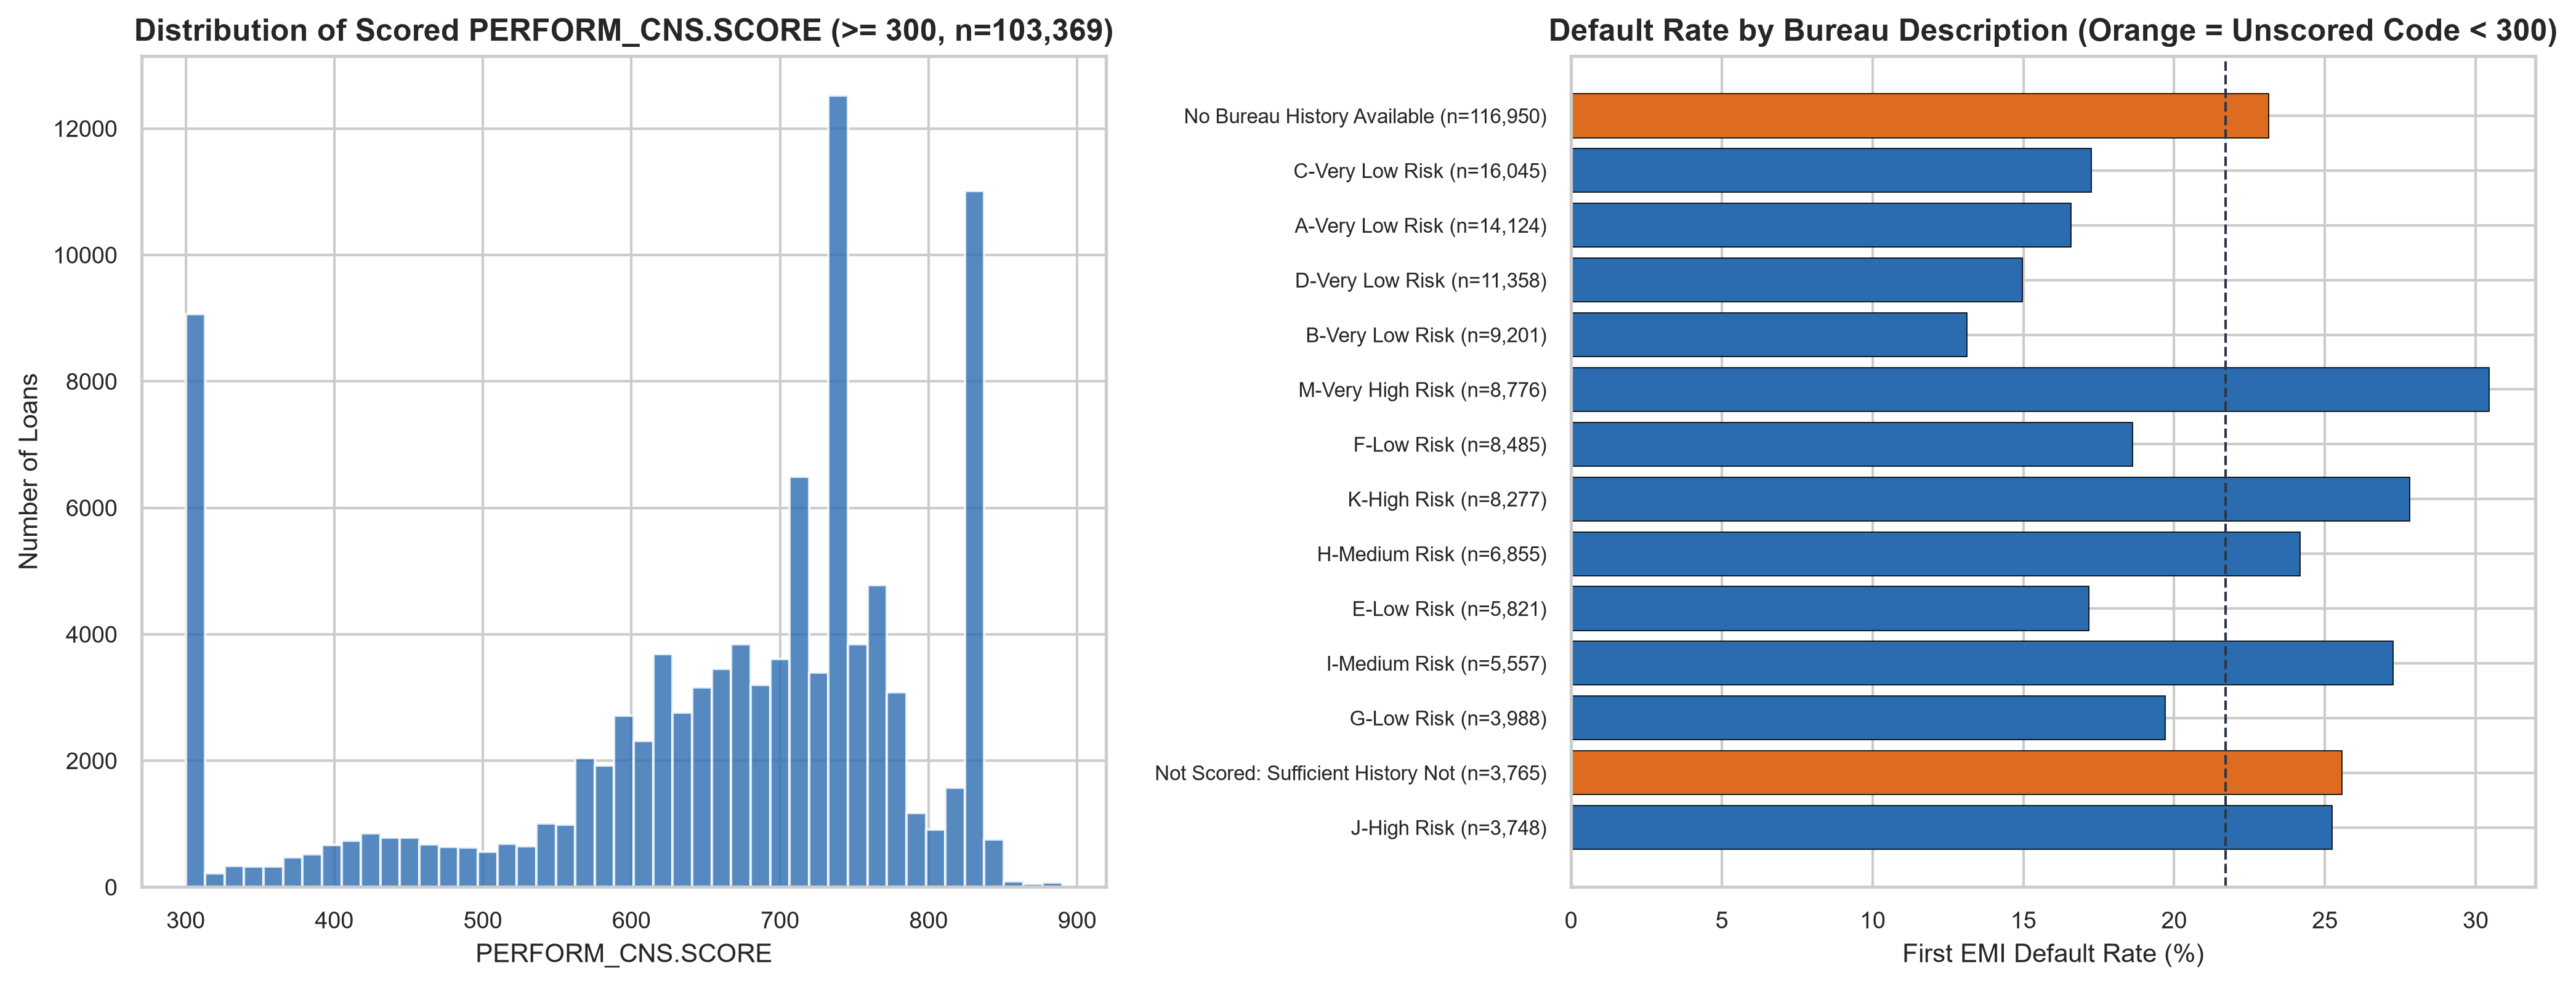 Distribution of Scored PERFORM_CNS.SCORE (>= 300, n=103,369)
Number of Loans
12000
10000
8000
6000
4000
2000
0
300 400 500 600 700 800 900
PERFORM_CNS.SCORE
Default Rate by Bureau Description (Orange = Unscored Code < 300)
No Bureau History Available (n=116,950)
C-Very Low Risk (n=16,045)
A-Very Low Risk (n=14,124)
D-Very Low Risk (n=11,358)
B-Very Low Risk (n=9,201)
M-Very High Risk (n=8,776)
F-Low Risk (n=8,485)
K-High Risk (n=8,277)
H-Medium Risk (n=6,855)
E-Low Risk (n=5,821)
I-Medium Risk (n=5,557)
G-Low Risk (n=3,988)
Not Scored: Sufficient History Not (n=3,765)
J-High Risk (n=3,748)
0 5 10 15 20 25 30
First EMI Default Rate (%)